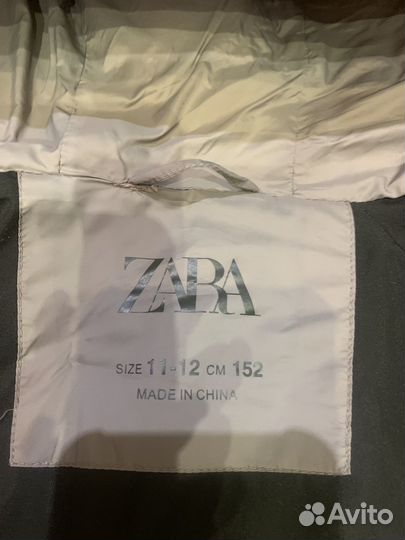 ZARA
SIZE 11-12 CM 152
MADE IN CHINA
Avito